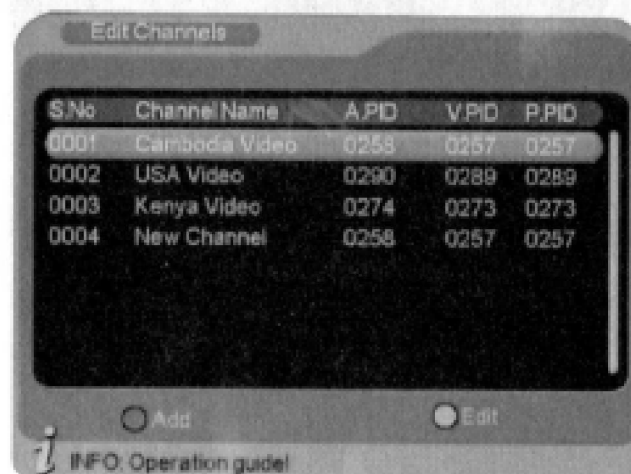 Edit Channels
S.No Channel Name A.PID V.PID P.PID
0001 Cambodia Video 0258 0257 0257
0002 USA Video 0290 0289 0289
0003 Kenya Video 0274 0273 0273
0004 New Channel 0258 0257 0257
Add Edit
i INFO: Operation guide!